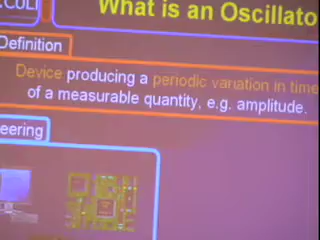 What is an Oscillato
Definition
Device producing a periodic variation in time
of a measurable quantity, e.g. amplitude.
eering